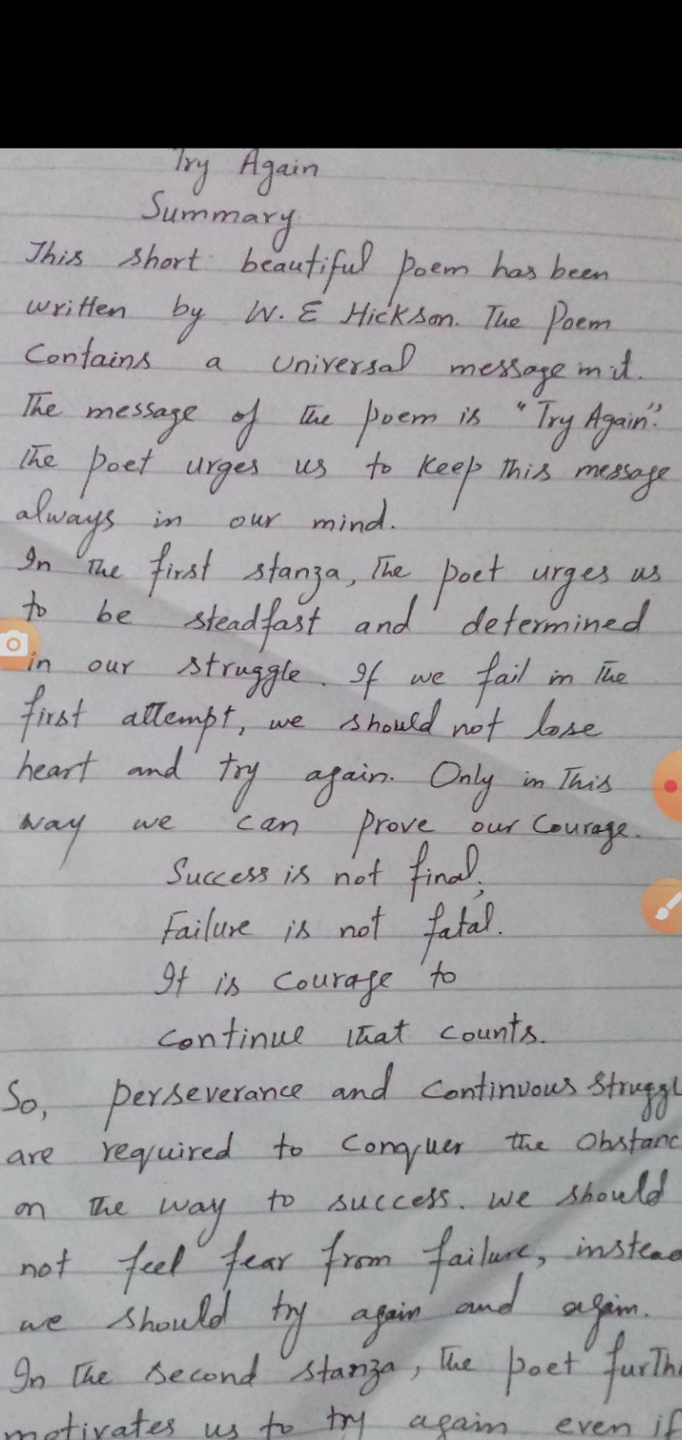 Try Again
Summary
This short beautiful poem has been
written by W. E Hickson. The Poem
Contains a Universal message in it.
The message of the poem is "Try Again".
The poet urges us to keep this message
always in our mind.
In the first stanza, the poet urges us
to be steadfast and determined
in our struggle. If we fail in the
first attempt, we should not lose
heart and try again. Only in This
way we can prove our courage.
Success is not final;
Failure is not fatal.
It is courage to
continue that counts.
So, perseverance and continuous Struggl
are required to conquer the obstanc
on the way to success. we should
not feel fear from failure, instead
we should try again and again.
In the second stanza, the poet furthe
motivates us to try again even if